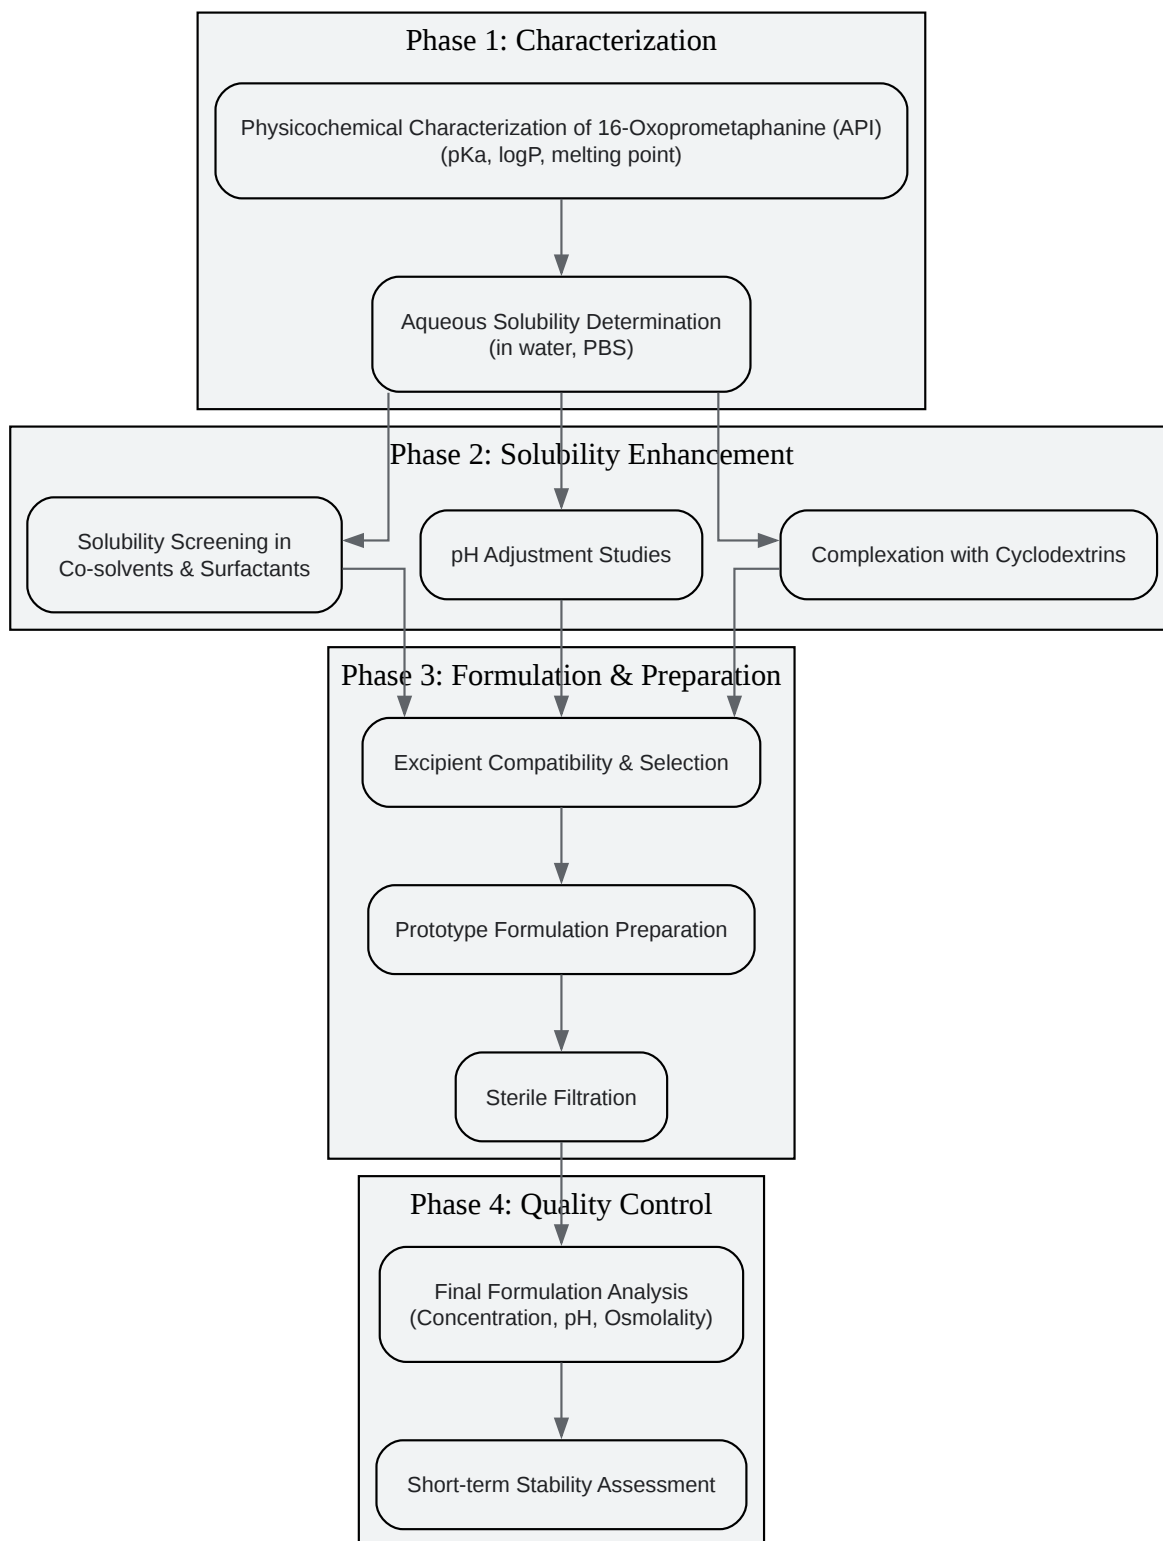 Phase 1: Characterization
Physicochemical Characterization of 16-Oxoprometaphanine (API)
(pKa, logP, melting point)
Aqueous Solubility Determination
(in water, PBS)
Phase 2: Solubility Enhancement
Solubility Screening in
Co-solvents & Surfactants
pH Adjustment Studies
Complexation with Cyclodextrins
Phase 3: Formulation & Preparation
Excipient Compatibility & Selection
Prototype Formulation Preparation
Sterile Filtration
Phase 4: Quality Control
Final Formulation Analysis
(Concentration, pH, Osmolality)
Short-term Stability Assessment